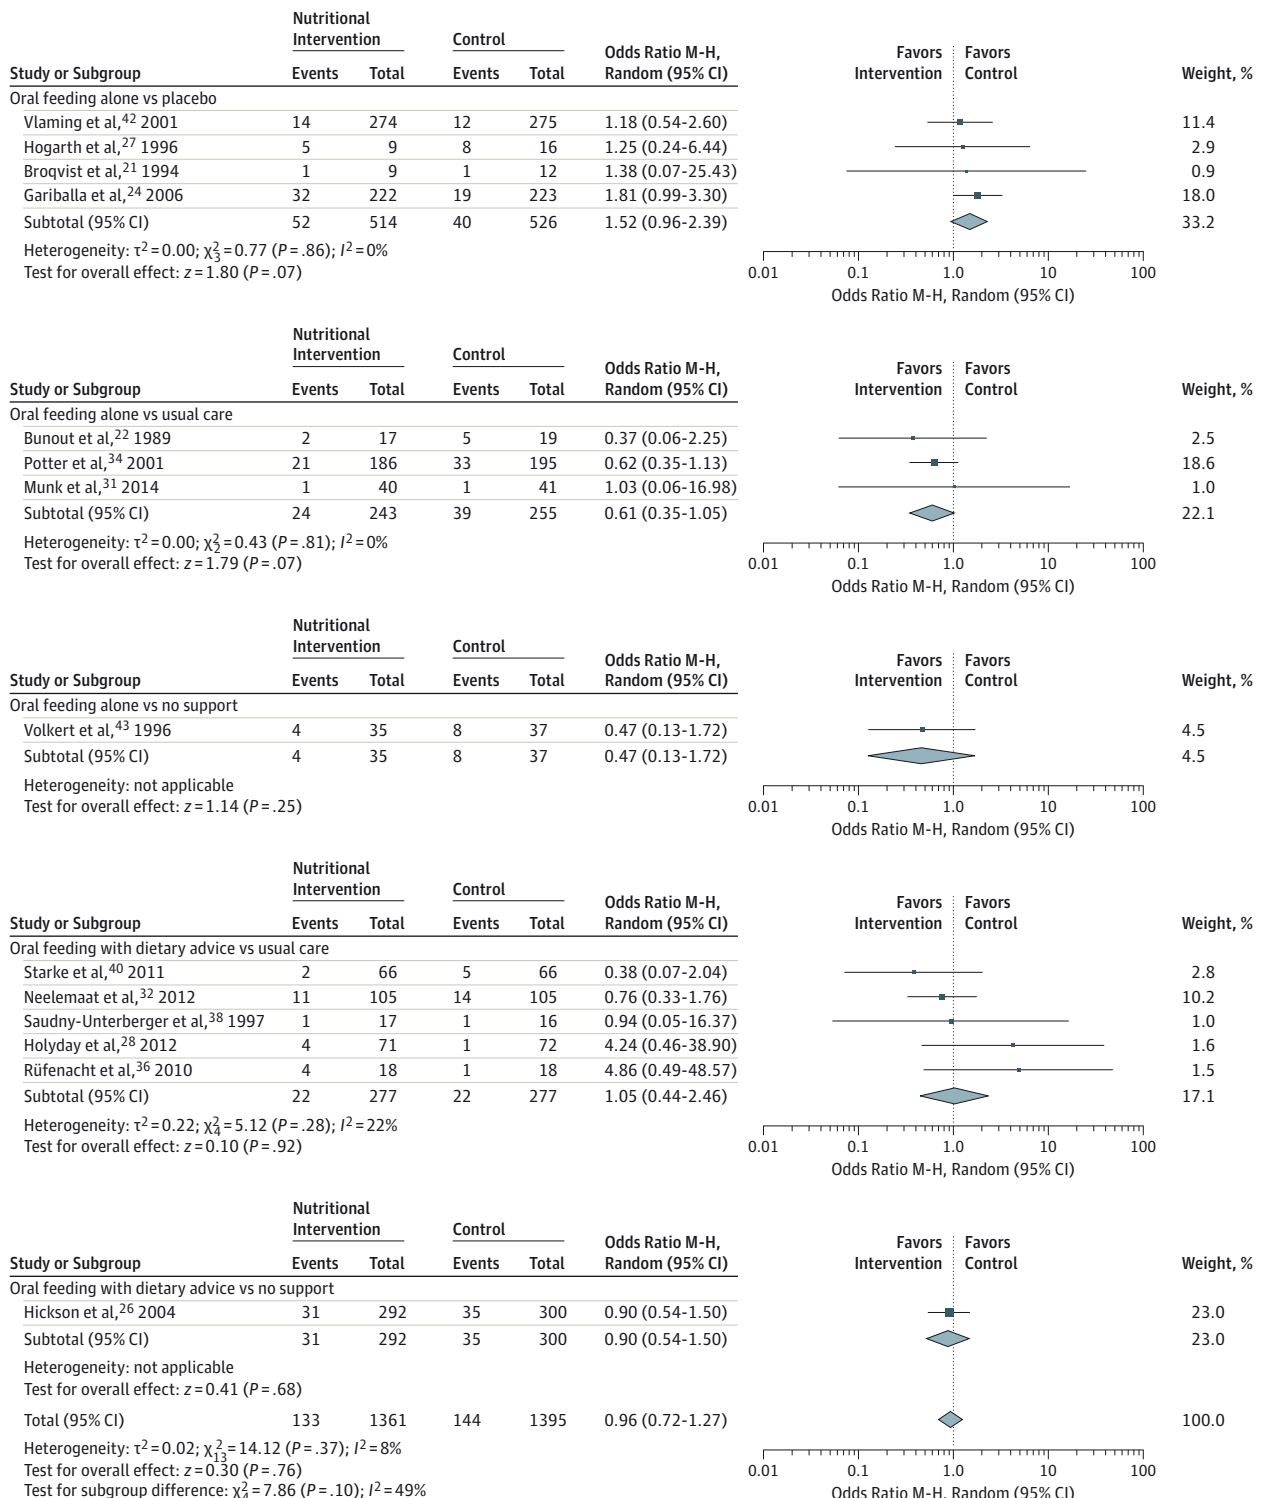 Nutritional
Intervention Control Odds Ratio M-H, Favors Favors
Study or Subgroup Events Total Events Total Random (95% CI) Intervention Control Weight, %
Oral feeding alone vs placebo
Vlaming et al,42 2001 14 274 12 275 1.18 (0.54-2.60) 11.4
Hogarth et al,27 1996 5 9 8 16 1.25 (0.24-6.44) 2.9
Broqvist et al,21 1994 1 9 1 12 1.38 (0.07-25.43) 0.9
Gariballa et al,24 2006 32 222 19 223 1.81 (0.99-3.30) 18.0
Subtotal (95% CI) 52 514 40 526 1.52 (0.96-2.39) 33.2
Heterogeneity: τ2=0.00; χ23=0.77 (P=.86); I2=0%
Test for overall effect: z=1.80 (P=.07)
0.01 0.1 1.0 10 100
Odds Ratio M-H, Random (95% CI)
Nutritional
Intervention Control Odds Ratio M-H, Favors Favors
Study or Subgroup Events Total Events Total Random (95% CI) Intervention Control Weight, %
Oral feeding alone vs usual care
Bunout et al,22 1989 2 17 5 19 0.37 (0.06-2.25) 2.5
Potter et al,34 2001 21 186 33 195 0.62 (0.35-1.13) 18.6
Munk et al,31 2014 1 40 1 41 1.03 (0.06-16.98) 1.0
Subtotal (95% CI) 24 243 39 255 0.61 (0.35-1.05) 22.1
Heterogeneity: τ2=0.00; χ22=0.43 (P=.81); I2=0%
Test for overall effect: z=1.79 (P=.07)
0.01 0.1 1.0 10 100
Odds Ratio M-H, Random (95% CI)
Nutritional
Intervention Control Odds Ratio M-H, Favors Favors
Study or Subgroup Events Total Events Total Random (95% CI) Intervention Control Weight, %
Oral feeding alone vs no support
Volkert et al,43 1996 4 35 8 37 0.47 (0.13-1.72) 4.5
Subtotal (95% CI) 4 35 8 37 0.47 (0.13-1.72) 4.5
Heterogeneity: not applicable
Test for overall effect: z=1.14 (P=.25)
0.01 0.1 1.0 10 100
Odds Ratio M-H, Random (95% CI)
Nutritional
Intervention Control Odds Ratio M-H, Favors Favors
Study or Subgroup Events Total Events Total Random (95% CI) Intervention Control Weight, %
Oral feeding with dietary advice vs usual care
Starke et al,40 2011 2 66 5 66 0.38 (0.07-2.04) 2.8
Neelemaat et al,32 2012 11 105 14 105 0.76 (0.33-1.76) 10.2
Saudny-Unterberger et al,38 1997 1 17 1 16 0.94 (0.05-16.37) 1.0
Holyday et al,28 2012 4 71 1 72 4.24 (0.46-38.90) 1.6
Rüfenacht et al,36 2010 4 18 1 18 4.86 (0.49-48.57) 1.5
Subtotal (95% CI) 22 277 22 277 1.05 (0.44-2.46) 17.1
Heterogeneity: τ2=0.22; χ24=5.12 (P=.28); I2=22%
Test for overall effect: z=0.10 (P=.92)
0.01 0.1 1.0 10 100
Odds Ratio M-H, Random (95% CI)
Nutritional
Intervention Control Odds Ratio M-H, Favors Favors
Study or Subgroup Events Total Events Total Random (95% CI) Intervention Control Weight, %
Oral feeding with dietary advice vs no support
Hickson et al,26 2004 31 292 35 300 0.90 (0.54-1.50) 23.0
Subtotal (95% CI) 31 292 35 300 0.90 (0.54-1.50) 23.0
Heterogeneity: not applicable
Test for overall effect: z=0.41 (P=.68)
Total (95% CI) 133 1361 144 1395 0.96 (0.72-1.27) 100.0
Heterogeneity: τ2=0.02; χ213=14.12 (P=.37); I2=8%
Test for overall effect: z=0.30 (P=.76)
0.01 0.1 1.0 10 100
Test for subgroup difference: χ24=7.86 (P=.10); I2=49%
Odds Ratio M-H, Random (95% CI)